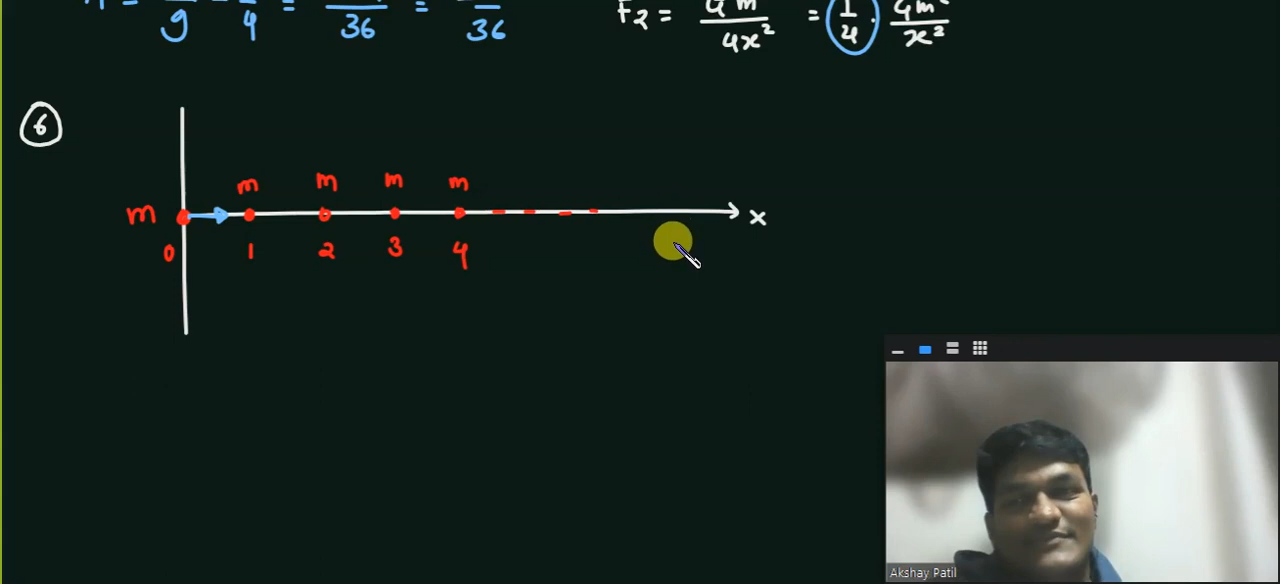 9 4 = 36 = 36
F2 = 4x² = 1/4 · x²
6
m m m m
m x
0 1 2 3 4
Akshay Patil